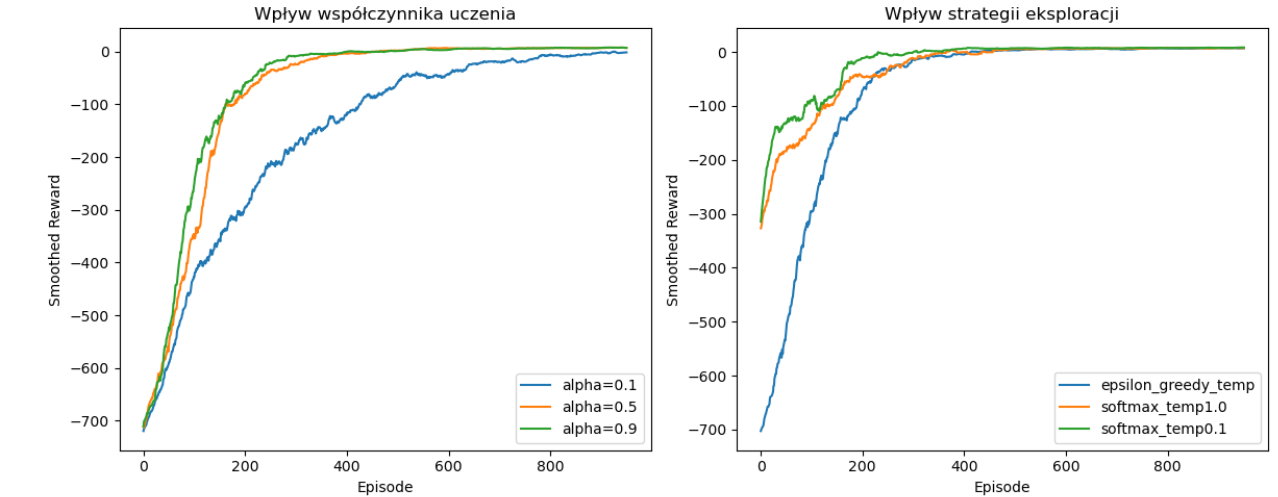 Wpływ współczynnika uczenia
0
−100
−200
−300
−400
−500
−600
−700
Smoothed Reward
0
200
400
600
800
Episode
alpha=0.1
alpha=0.5
alpha=0.9
Wpływ strategii eksploracji
0
−100
−200
−300
−400
−500
−600
−700
Smoothed Reward
0
200
400
600
800
Episode
epsilon_greedy_temp
softmax_temp1.0
softmax_temp0.1